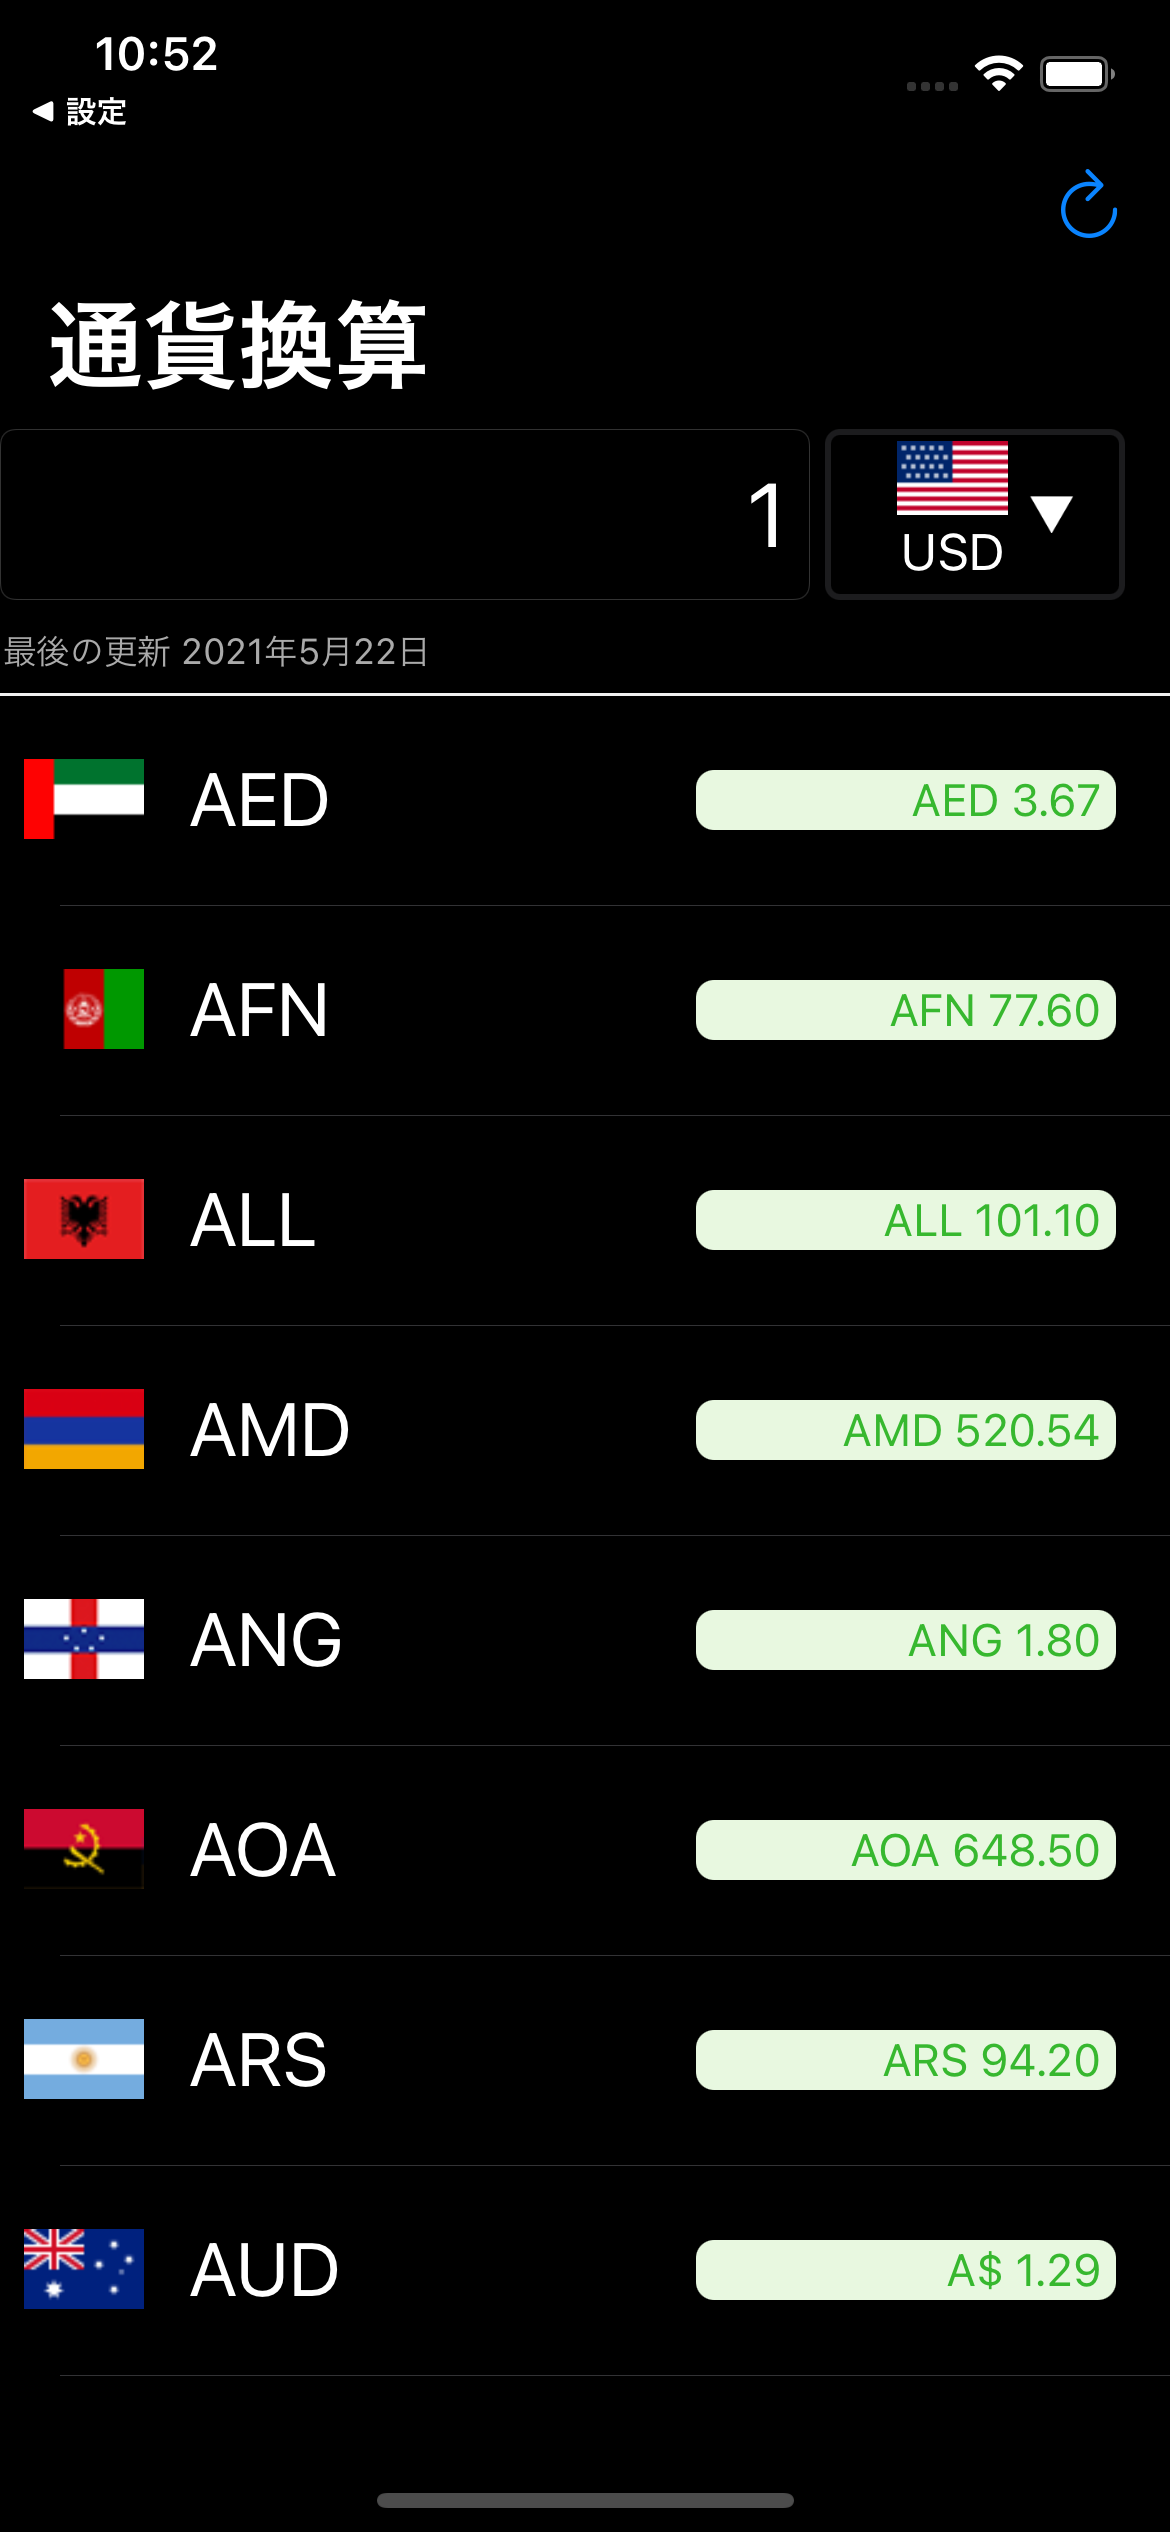 10:52
◀ 設定
通貨換算
1
USD ▼
最後の更新 2021年5月22日
AED AED 3.67
AFN AFN 77.60
ALL ALL 101.10
AMD AMD 520.54
ANG ANG 1.80
AOA AOA 648.50
ARS ARS 94.20
AUD A$ 1.29